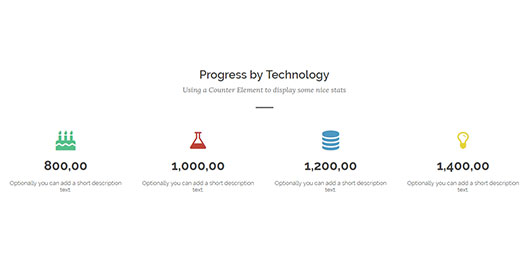 Progress by Technology
Using a Counter Element to display some nice stats
800,00
1,000,00
1,200,00
1,400,00
Optionally you can add a short description
text
Optionally you can add a short description
text
Optionally you can add a short description
text
Optionally you can add a short description
text